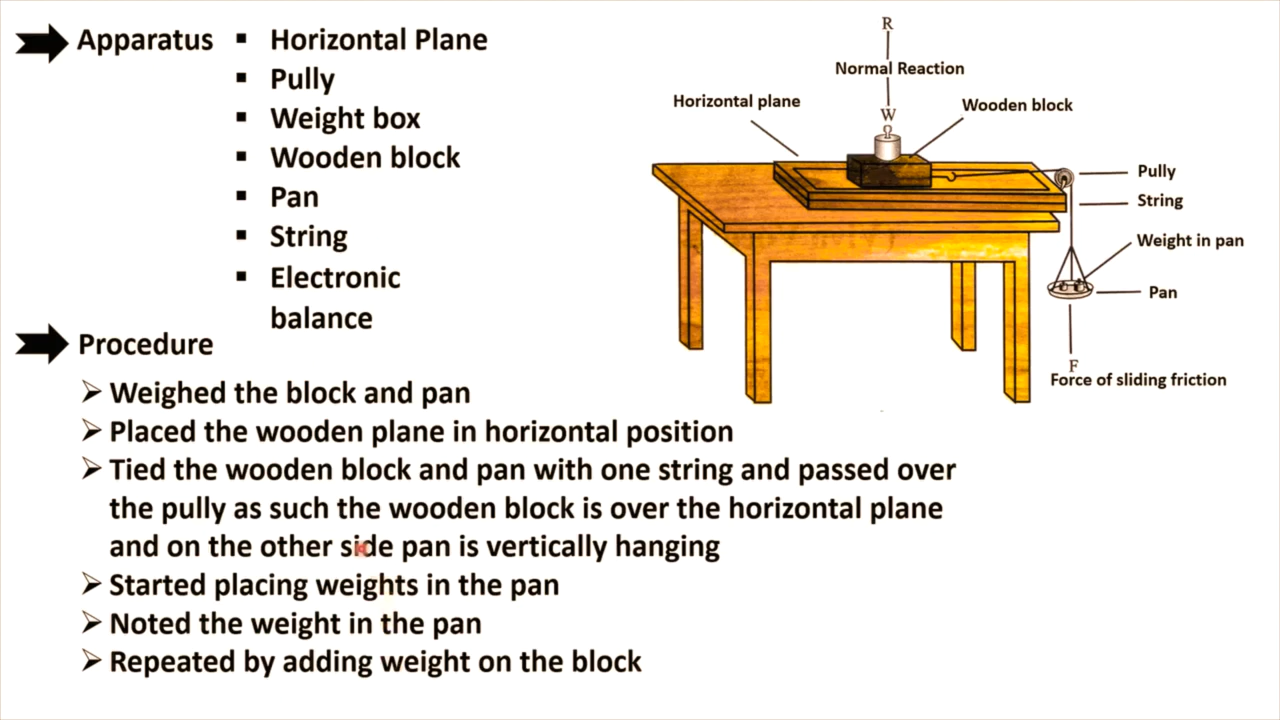 Apparatus
▪ Horizontal Plane
▪ Pully
▪ Weight box
▪ Wooden block
▪ Pan
▪ String
▪ Electronic
balance
R
Normal Reaction
W
Horizontal plane
Wooden block
Pully
String
Weight in pan
Pan
F
Force of sliding friction
Procedure
➢ Weighed the block and pan
➢ Placed the wooden plane in horizontal position
➢ Tied the wooden block and pan with one string and passed over
the pully as such the wooden block is over the horizontal plane
and on the other side pan is vertically hanging
➢ Started placing weights in the pan
➢ Noted the weight in the pan
➢ Repeated by adding weight on the block